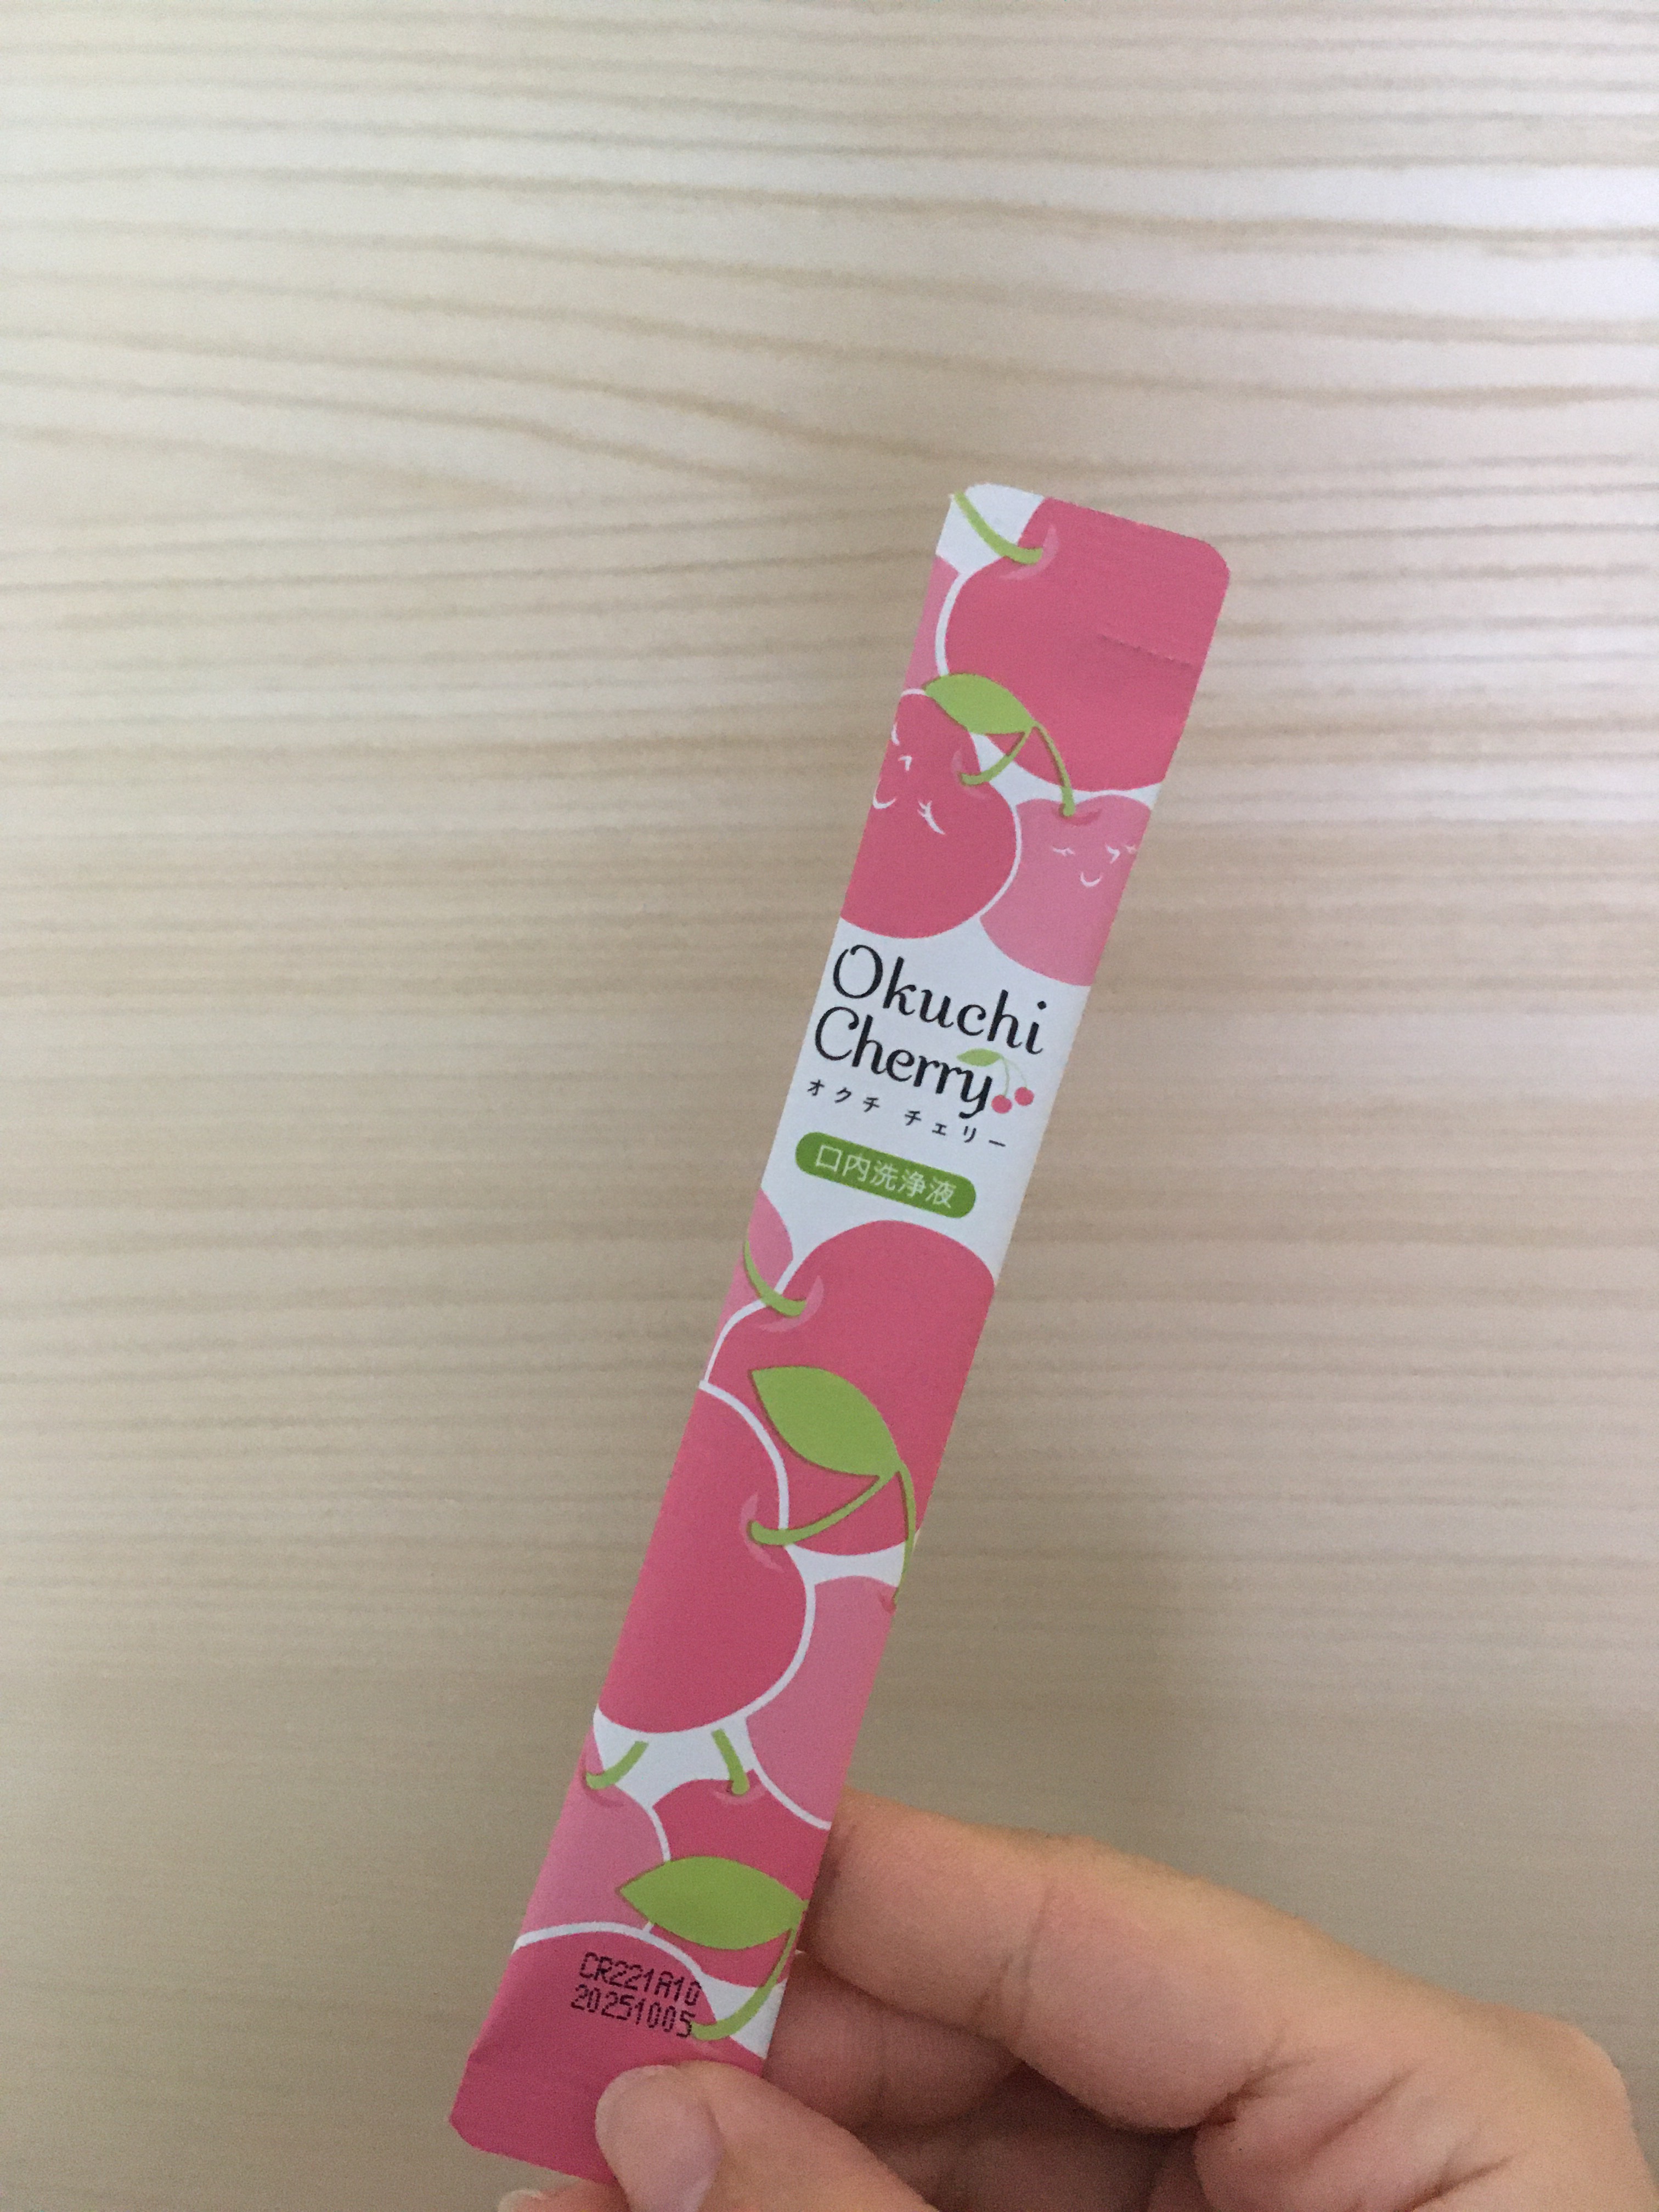 Okuchi
Cherry
オクチ チェリー
口内洗浄液
CR221A10
20251005